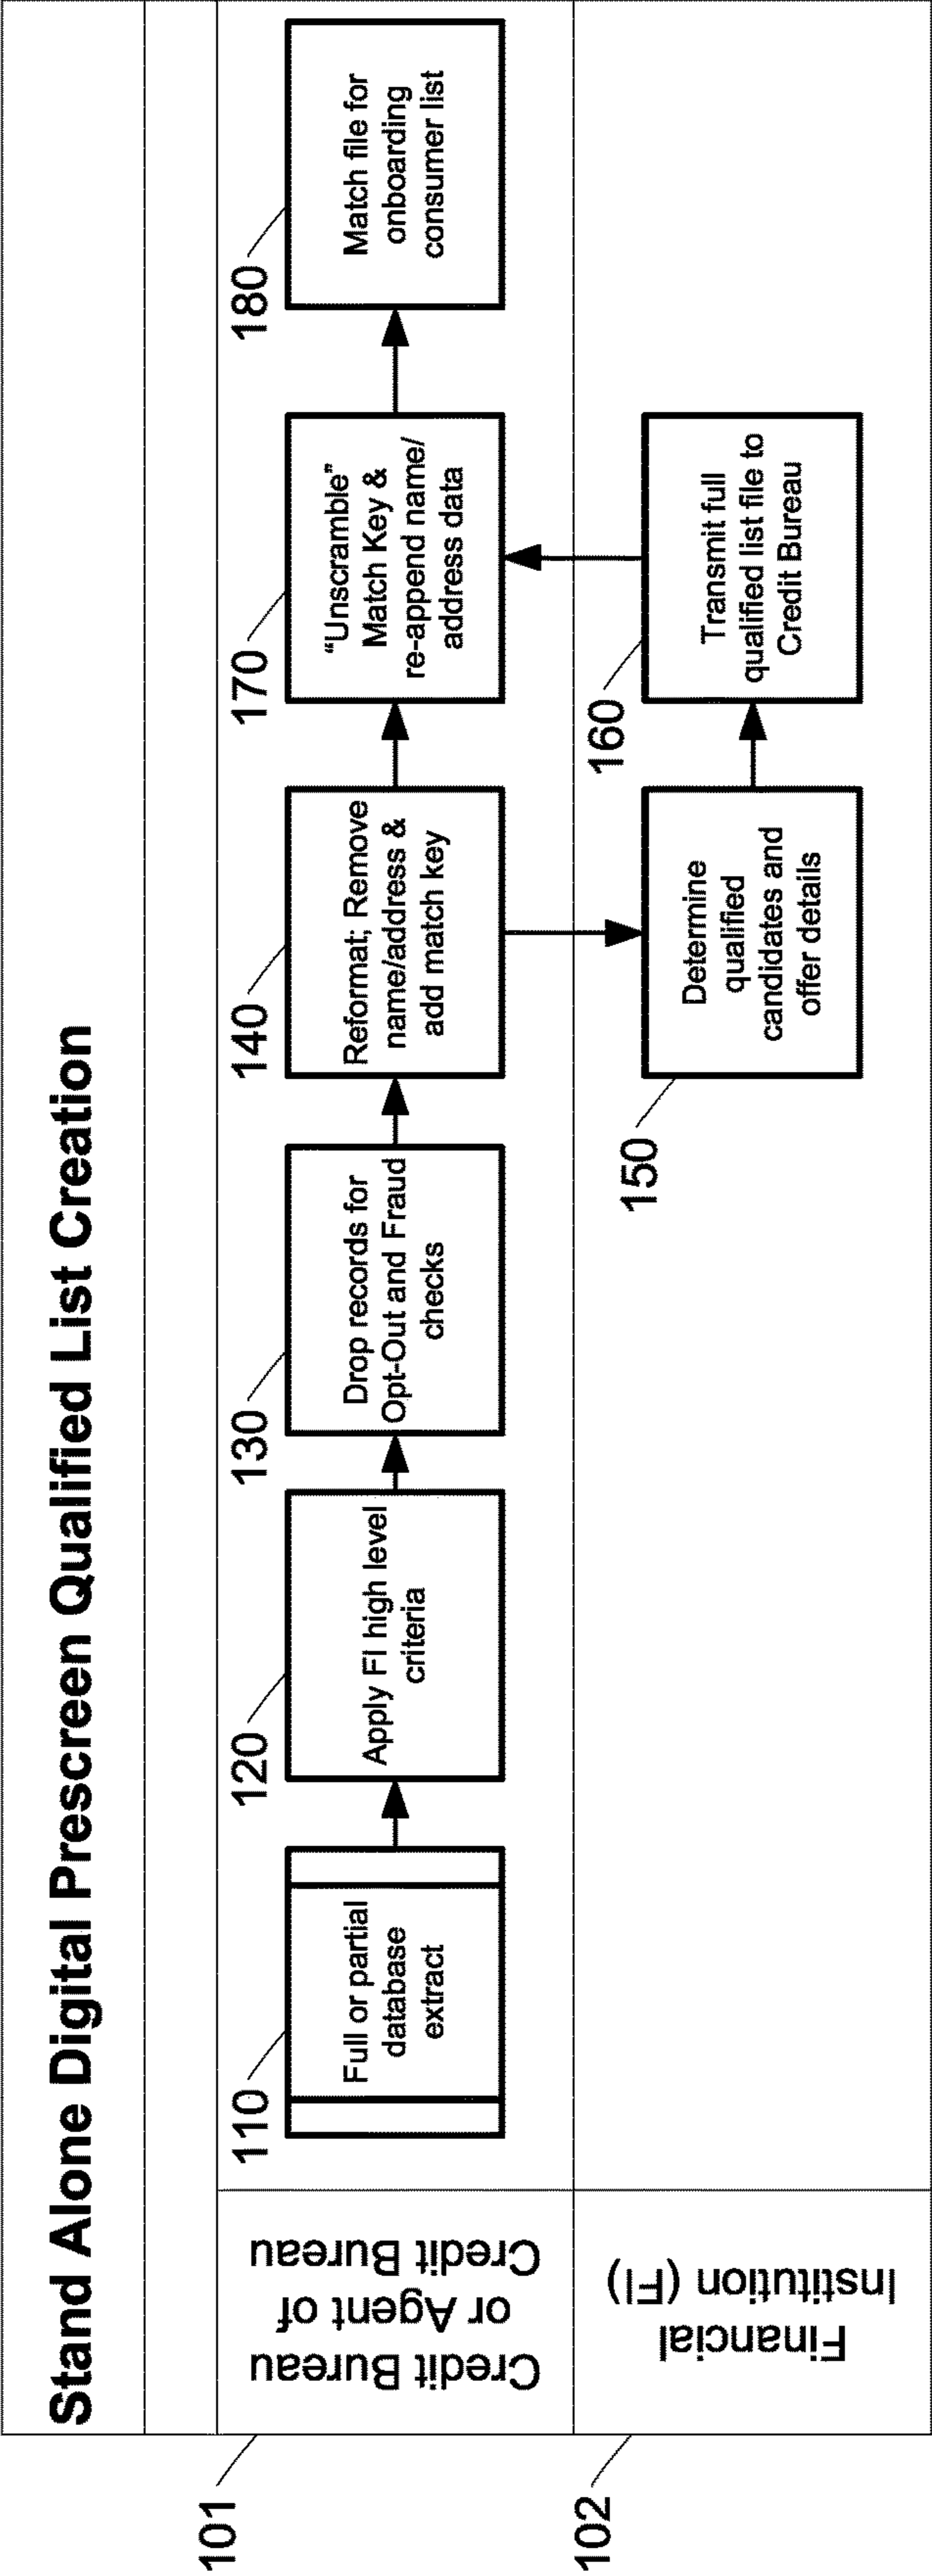 Stand Alone Digital Prescreen Qualified List Creation
101
Credit Bureau
or Agent of
Credit Bureau
110
Full or partial
database
extract
120
Apply FI high level
criteria
130
Drop records for
Opt-Out and Fraud
checks
140
Reformat; Remove
name/address &
add match key
170
“Unscramble”
Match Key &
re-append name/
address data
180
Match file for
onboarding
consumer list
102
Financial
Institution (FI)
150
Determine
qualified
candidates and
offer details
160
Transmit full
qualified list file to
Credit Bureau